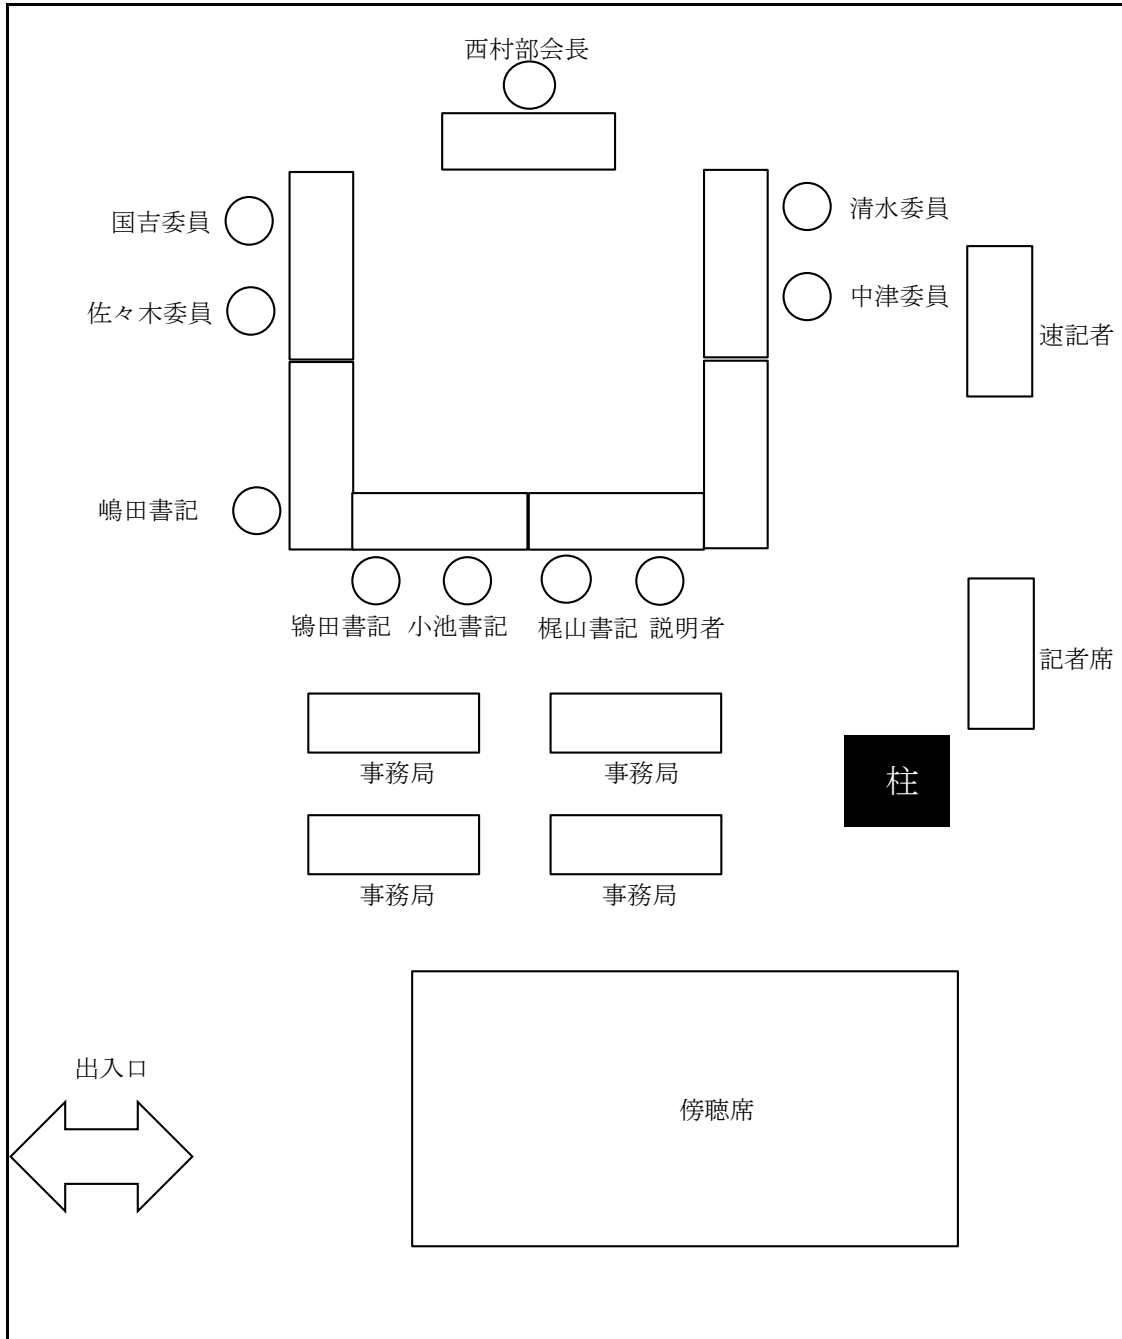 西村部会長
国吉委員
清水委員
佐々木委員
中津委員
速記者
嶋田書記
鴇田書記
小池書記
梶山書記
説明者
記者席
事務局
事務局
柱
事務局
事務局
出入口
傍聴席